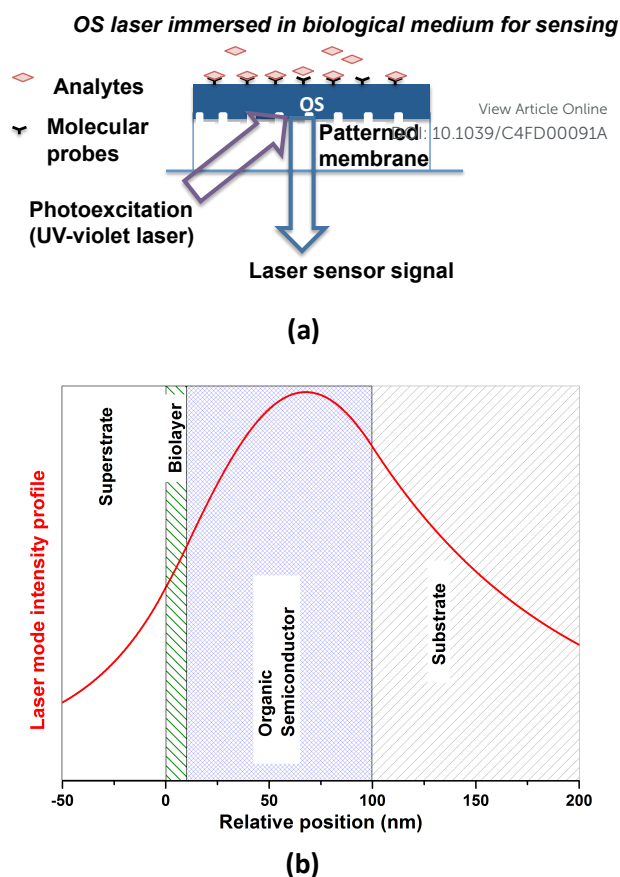 OS laser immersed in biological medium for sensing
Analytes
Molecular
probes
OS
View Article Online
DOI: 10.1039/C4FD00091A
Patterned
membrane
Photoexcitation
(UV-violet laser)
Laser sensor signal
(a)
Laser mode intensity profile
Superstrate
Biolayer
Organic
Semiconductor
Substrate
-50 0 50 100 150 200
Relative position (nm)
(b)